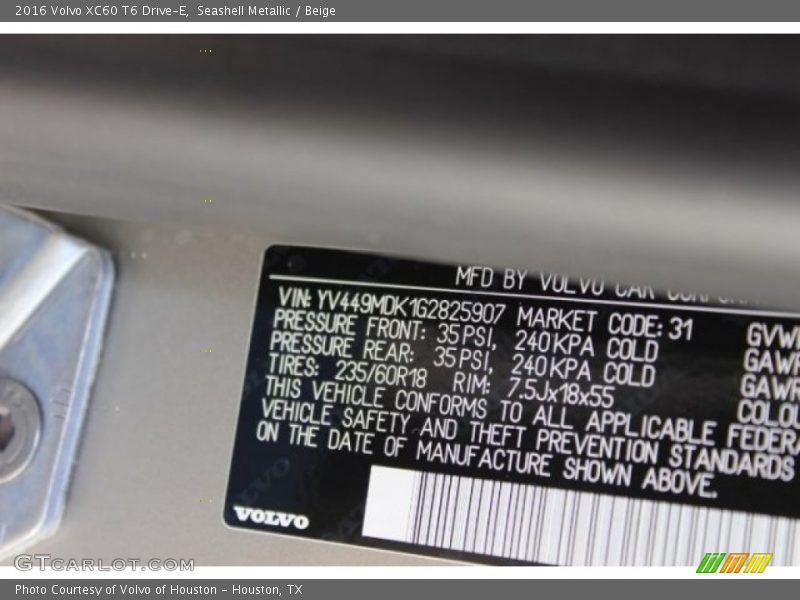 2016 Volvo XC60 T6 Drive-E, Seashell Metallic / Beige
MFD BY VOLVO CAR
VIN: YV449MDK1G2825907 MARKET CODE: 31
PRESSURE FRONT: 35PSI, 240KPA COLD
PRESSURE REAR: 35PSI, 240KPA COLD
TIRES: 235/60R18 RIM: 7.5Jx18x55
THIS VEHICLE CONFORMS TO ALL APPLICABLE
VEHICLE SAFETY AND THEFT PREVENTION STANDARDS
ON THE DATE OF MANUFACTURE SHOWN ABOVE.
VOLVO
GTcarlot.com
Photo Courtesy of Volvo of Houston - Houston, TX